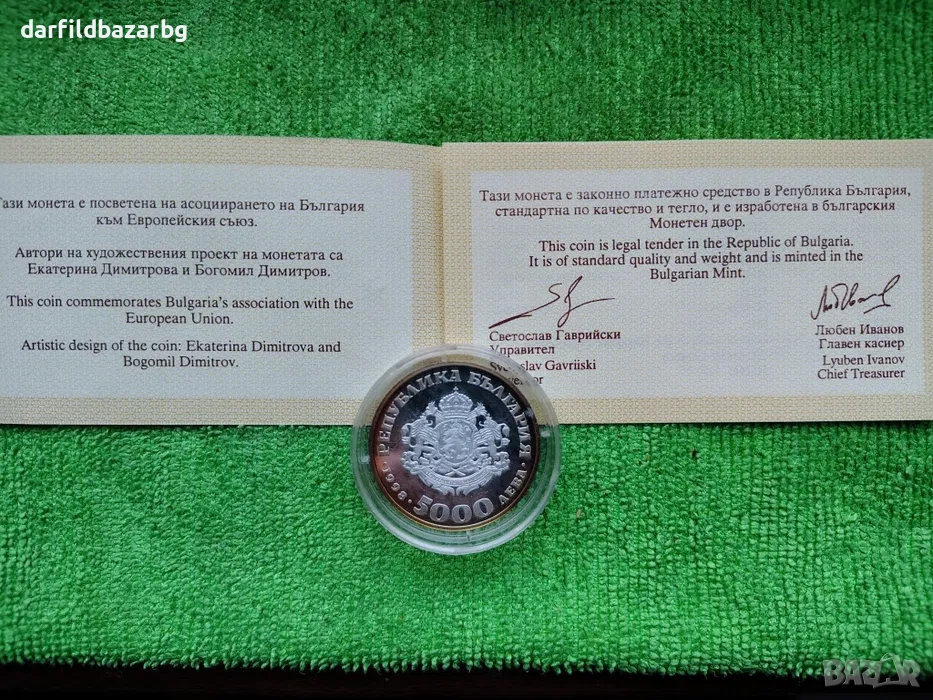 darfildbazarbg
Тази монета е посветена на асоциирането на България
към Европейския съюз.
Автори на художествения проект на монетата са
Екатерина Димитрова и Богомил Димитров.
This coin commemorates Bulgaria's association with the
European Union.
Artistic design of the coin: Ekaterina Dimitrova and
Bogomil Dimitrov.
Тази монета е законно платежно средство в Република България,
стандартна по качество и тегло, и е изработена в българския
Монетен двор.
This coin is legal tender in the Republic of Bulgaria.
It is of standard quality and weight and is minted in the
Bulgarian Mint.
Светослав Гаврийски
Управител
Svetoslav Gavriiski
Governor
Любен Иванов
Главен касиер
Lyuben Ivanov
Chief Treasurer
РЕПУБЛИКА БЪЛГАРИЯ
·1998· 5000 ЛЕВА·
BAZAR